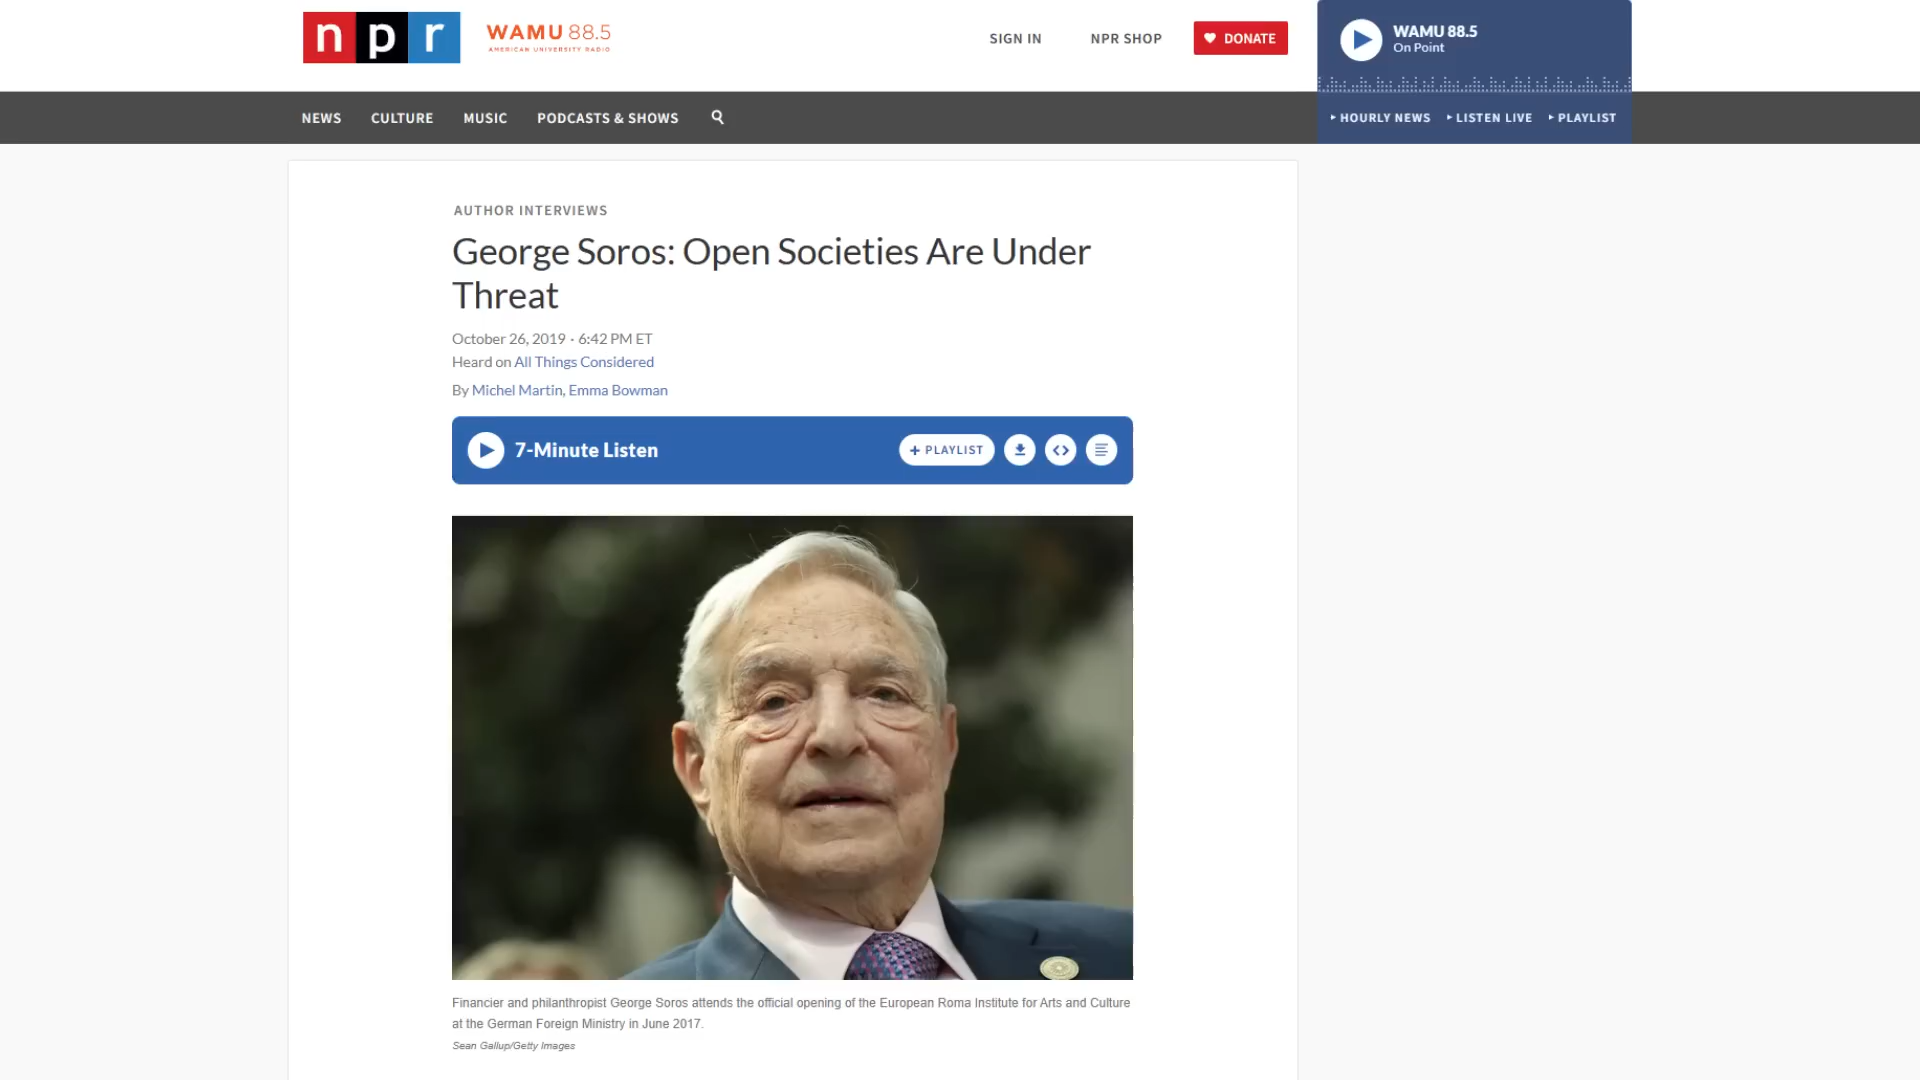 npr
WAMU 88.5
AMERICAN UNIVERSITY RADIO
SIGN IN
NPR SHOP
DONATE
WAMU 88.5
On Point
NEWS
CULTURE
MUSIC
PODCASTS & SHOWS
HOURLY NEWS
LISTEN LIVE
PLAYLIST
AUTHOR INTERVIEWS
George Soros: Open Societies Are Under
Threat
October 26, 2019 · 6:42 PM ET
Heard on All Things Considered
By Michel Martin, Emma Bowman
7-Minute Listen
+ PLAYLIST
Financier and philanthropist George Soros attends the official opening of the European Roma Institute for Arts and Culture
at the German Foreign Ministry in June 2017.
Sean Gallup/Getty Images